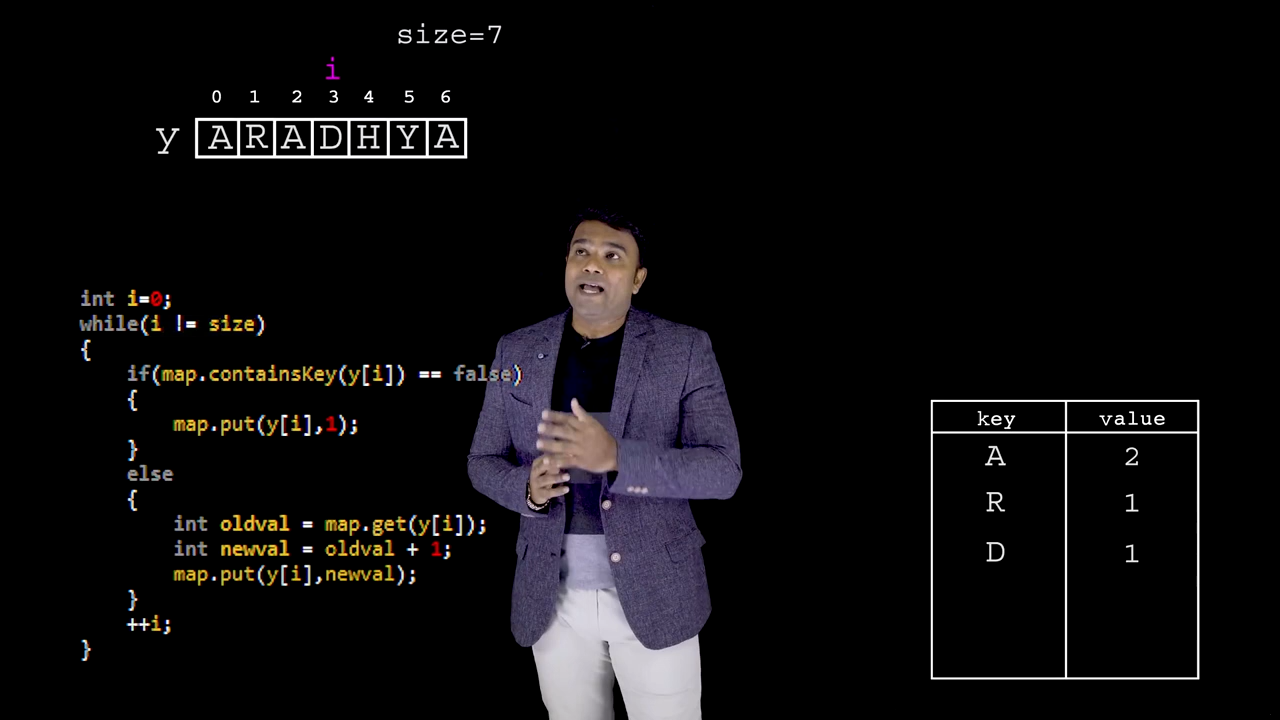 size=7
i
0 1 2 3 4 5 6
y A R A D H Y A
int i=0;
while(i != size)
{
if(map.containsKey(y[i]) == false)
{
map.put(y[i],1);
}
else
{
int oldval = map.get(y[i]);
int newval = oldval + 1;
map.put(y[i],newval);
}
++i;
}
key value
A 2
R 1
D 1